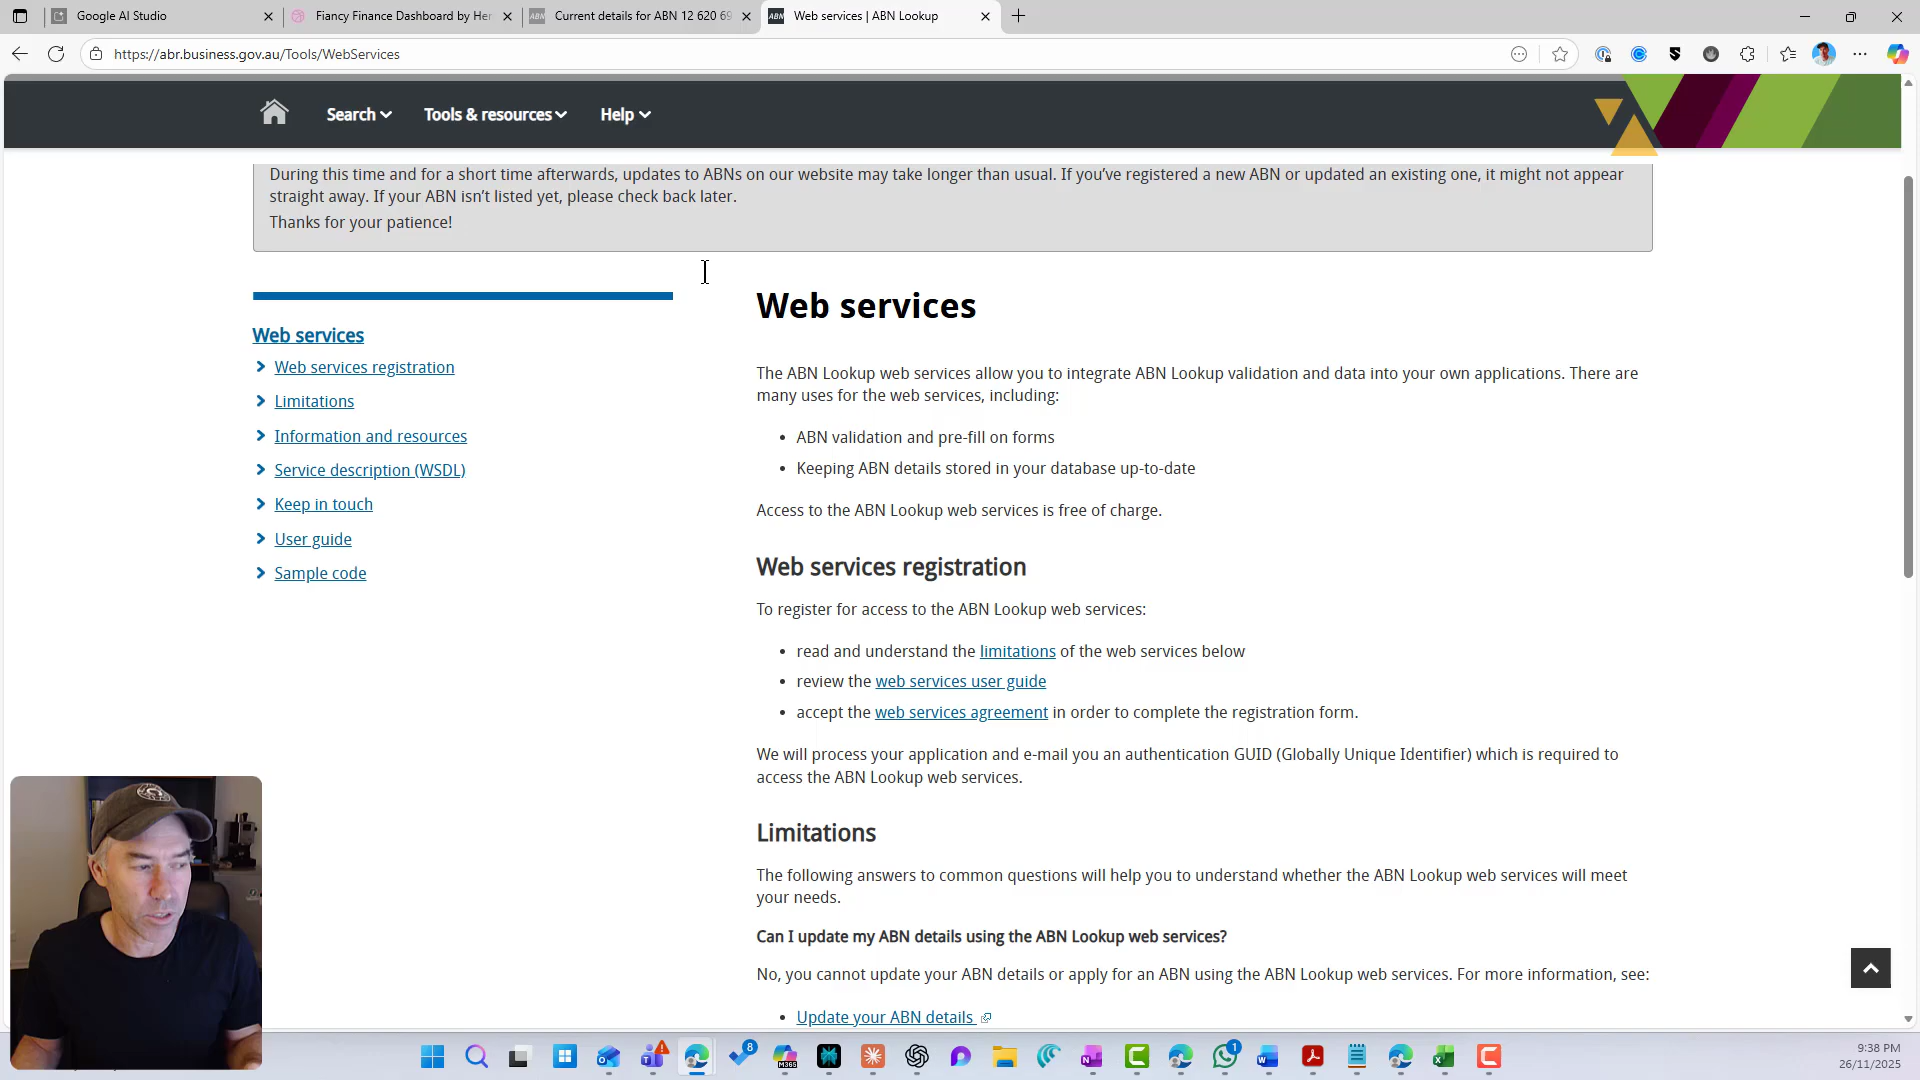 Google AI Studio
Fiancy Finance Dashboard by Her
ABN
Current details for ABN 12 620 69
ABN
Web services | ABN Lookup
https://abr.business.gov.au/Tools/WebServices
Search
Tools & resources
Help
During this time and for a short time afterwards, updates to ABNs on our website may take longer than usual. If you’ve registered a new ABN or updated an existing one, it might not appear
straight away. If your ABN isn’t listed yet, please check back later.
Thanks for your patience!
Web services
Web services registration
Limitations
Information and resources
Service description (WSDL)
Keep in touch
User guide
Sample code
Web services
The ABN Lookup web services allow you to integrate ABN Lookup validation and data into your own applications. There are
many uses for the web services, including:
• ABN validation and pre-fill on forms
• Keeping ABN details stored in your database up-to-date
Access to the ABN Lookup web services is free of charge.
Web services registration
To register for access to the ABN Lookup web services:
• read and understand the limitations of the web services below
• review the web services user guide
• accept the web services agreement in order to complete the registration form.
We will process your application and e-mail you an authentication GUID (Globally Unique Identifier) which is required to
access the ABN Lookup web services.
Limitations
The following answers to common questions will help you to understand whether the ABN Lookup web services will meet
your needs.
Can I update my ABN details using the ABN Lookup web services?
No, you cannot update your ABN details or apply for an ABN using the ABN Lookup web services. For more information, see:
• Update your ABN details
8
M365
1
9:38 PM
26/11/2025